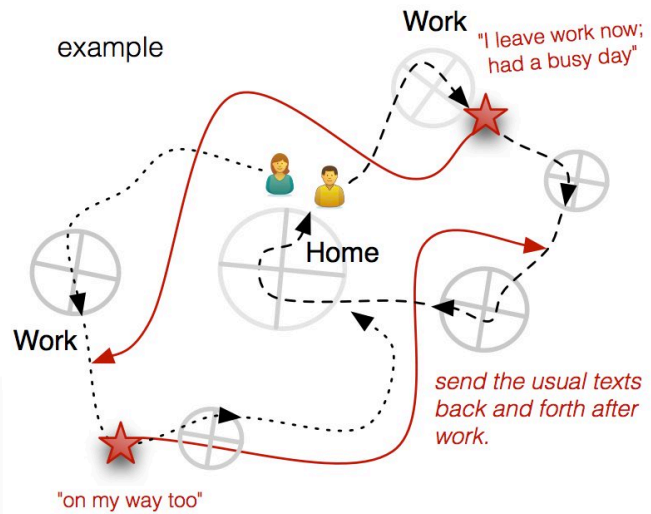 example
Work
"I leave work now;
had a busy day"
Home
Work
send the usual texts
back and forth after
work.
"on my way too"